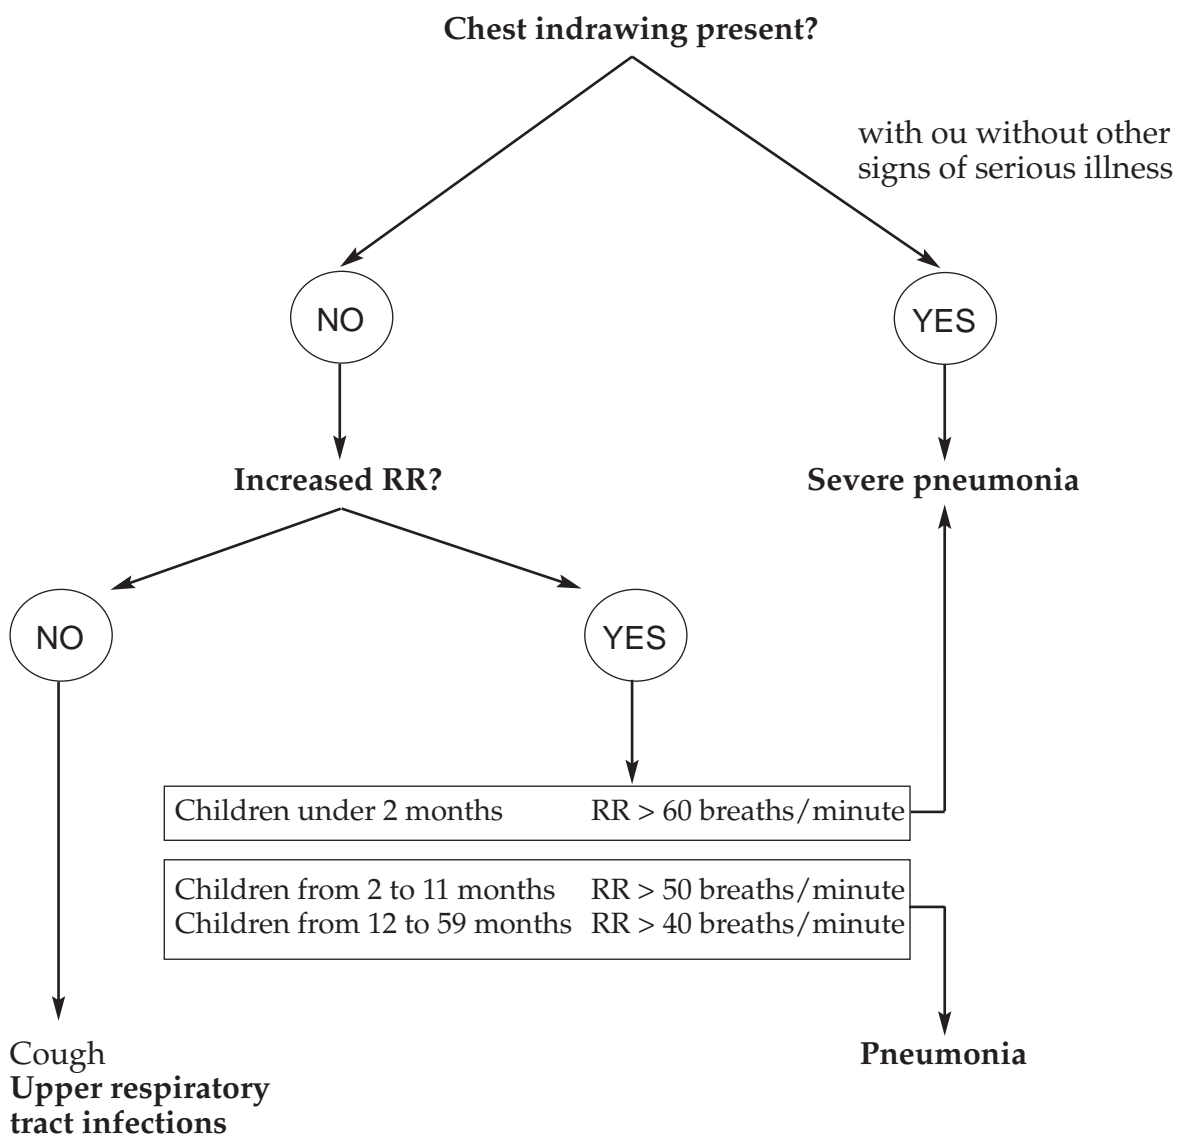 Chest indrawing present?
with ou without other
signs of serious illness
NO
YES
Increased RR?
Severe pneumonia
NO
YES
Children under 2 months RR > 60 breaths/minute
Children from 2 to 11 months RR > 50 breaths/minute
Children from 12 to 59 months RR > 40 breaths/minute
Cough
Upper respiratory
tract infections
Pneumonia